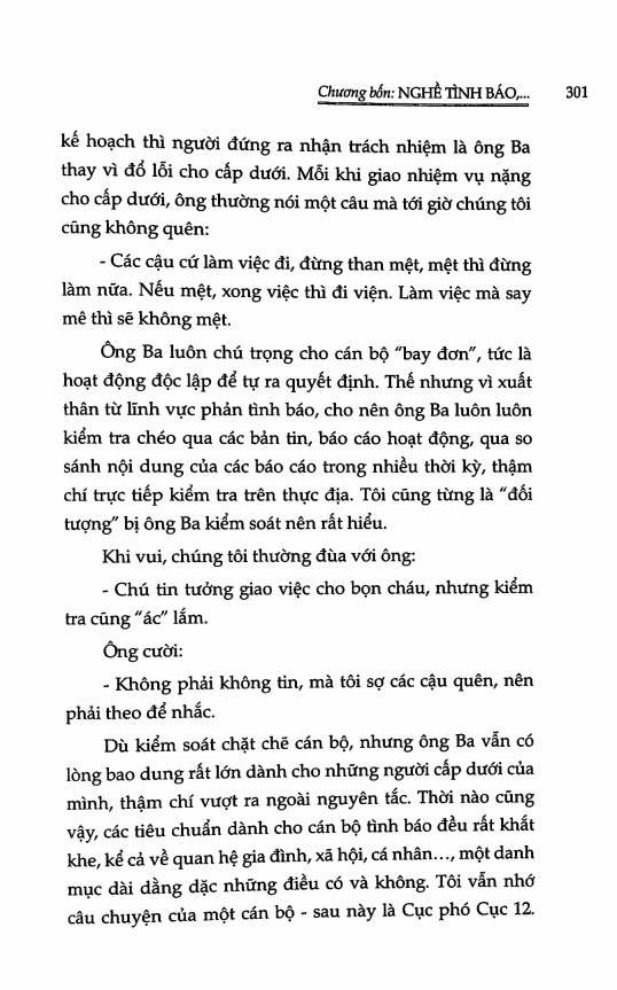 Chương bốn: NGHỀ TÌNH BÁO,... 301
kế hoạch thì người đứng ra nhận trách nhiệm là ông Ba
thay vì đổ lỗi cho cấp dưới. Mỗi khi giao nhiệm vụ nặng
cho cấp dưới, ông thường nói một câu mà tới giờ chúng tôi
cũng không quên:
- Các cậu cứ làm việc đi, đừng than mệt, mệt thì đừng
làm nữa. Nếu mệt, xong việc thì đi viện. Làm việc mà say
mê thì sẽ không mệt.
Ông Ba luôn chú trọng cho cán bộ "bay đơn", tức là
hoạt động độc lập để tự ra quyết định. Thế nhưng vì xuất
thân từ lĩnh vực phản tình báo, cho nên ông Ba luôn luôn
kiểm tra chéo qua các bản tin, báo cáo hoạt động, qua so
sánh nội dung của các báo cáo trong nhiều thời kỳ, thậm
chí trực tiếp kiểm tra trên thực địa. Tôi cũng từng là "đối
tượng" bị ông Ba kiểm soát nên rất hiểu.
Khi vui, chúng tôi thường đùa với ông:
- Chú tin tưởng giao việc cho bọn cháu, nhưng kiểm
tra cũng "ác" lắm.
Ông cười:
- Không phải không tin, mà tôi sợ các cậu quên, nên
phải theo để nhắc.
Dù kiểm soát chặt chẽ cán bộ, nhưng ông Ba vẫn có
lòng bao dung rất lớn dành cho những người cấp dưới của
mình, thậm chí vượt ra ngoài nguyên tắc. Thời nào cũng
vậy, các tiêu chuẩn dành cho cán bộ tình báo đều rất khắt
khe, kể cả về quan hệ gia đình, xã hội, cá nhân..., một danh
mục dài dằng dặc những điều có và không. Tôi vẫn nhớ
câu chuyện của một cán bộ - sau này là Cục phó Cục 12.